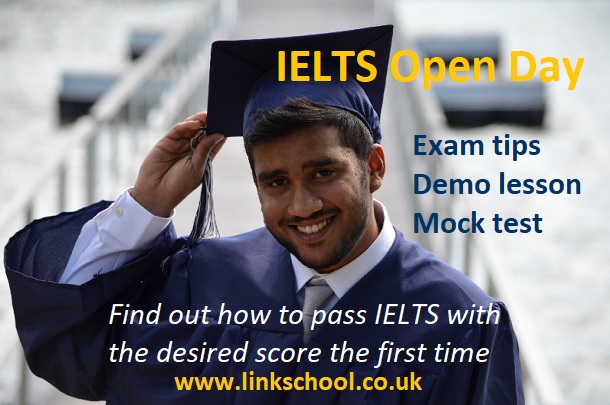 IELTS Open Day
Exam tips
Demo lesson
Mock test
Find out how to pass IELTS with
the desired score the first time
www.linkschool.co.uk